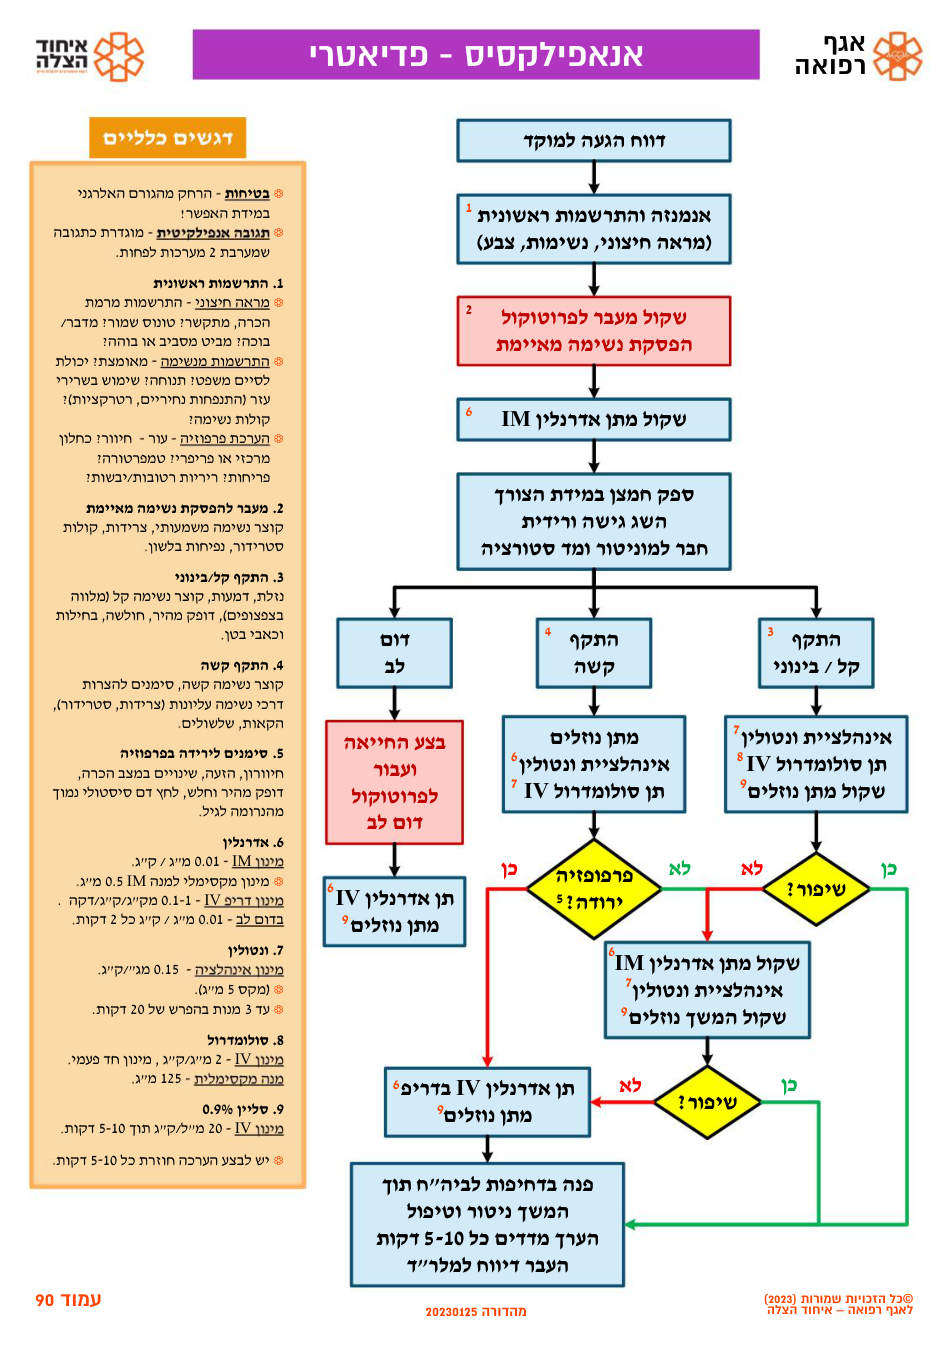 אגף
רפואה
אנאפילקסיס - פדיאטרי
איחוד
הצלה
דווח הגעה למוקד
אנמנזה והתרשמות ראשונית 1
(מראה חיצוני, נשימות, צבע)
שקול מעבר לפרוטוקול 2
הפסקת נשימה מאיימת
שקול מתן אדרנלין IM 6
ספק חמצן במידת הצורך
השג גישה ורידית
חבר למוניטור ומד סטורציה
התקף 3
קל / בינוני
אינהלציית ונטולין 7
תן סולומדרול IV 8
שקול מתן נוזלים 9
שיפור?
כן
לא
התקף 4
קשה
מתן נוזלים
אינהלציית ונטולין 6
תן סולומדרול IV 7
פרפופזיה
ירודה? 5
לא
כן
דום
לב
בצע החייאה
ועבור
לפרוטוקול
דום לב
תן אדרנלין IV 6
מתן נוזלים 9
שקול מתן אדרנלין IM 6
אינהלציית ונטולין 7
שקול המשך נוזלים 9
שיפור?
כן
לא
תן אדרנלין IV בדריפ 6
מתן נוזלים 9
פנה בדחיפות לביה"ח תוך
המשך ניטור וטיפול
הערך מדדים כל 5-10 דקות
העבר דיווח למלר"ד
דגשים כלליים
בטיחות - הרחק מהגורם האלרגני
במידת האפשר!
תגובה אנפילקטית - מוגדרת כתגובה
שמערבת 2 מערכות לפחות.
1. התרשמות ראשונית
מראה חיצוני - התרשמות מרמת
הכרה, מתקשר? טונוס שמור? מדבר/
בוכה? מביט מסביב או בוהה?
התרשמות מנשימה - מאומצת? יכולת
לסיים משפט? תנוחה? שימוש בשרירי
עזר (התנפחות נחיריים, רטרקציות)?
קולות נשימה?
הערכת פרפוזיה - עור - חיוור? כחלון
מרכזי או פריפרי? טמפרטורה?
פריחות? ריריות רטובות/יבשות?
2. מעבר להפסקת נשימה מאיימת
קוצר נשימה משמעותי, צרידות, קולות
סטרידור, נפיחות בלשון.
3. התקף קל/בינוני
נזלת, דמעות, קוצר נשימה קל (מלווה
בצפצופים), דופק מהיר, חולשה, בחילות
וכאבי בטן.
4. התקף קשה
קוצר נשימה קשה, סימנים להצרות
דרכי נשימה עליונות (צרידות, סטרידור),
הקאות, שלשולים.
5. סימנים לירידה בפרפוזיה
חיוורון, הזעה, שינויים במצב הכרה,
דופק מהיר וחלש, לחץ דם סיסטולי נמוך
מהנרומה לגיל.
6. אדרנלין
מינון IM - 0.01 מ"ג / ק"ג.
מינון מקסימלי למנה IM 0.5 מ"ג.
מינון דריפ IV - 0.1-1 מק"ג/ק"ג/דקה .
בדום לב - 0.01 מ"ג / ק"ג כל 2 דקות.
7. ונטולין
מינון אינהלציה - 0.15 מג"/ק"ג.
(מקס 5 מ"ג).
עד 3 מנות בהפרש של 20 דקות.
8. סולומדרול
מינון IV - 2 מ"ג/ק"ג , מינון חד פעמי.
מנה מקסימלית - 125 מ"ג.
9. סליין 0.9%
מינון IV - 20 מ"ל/ק"ג תוך 5-10 דקות.
יש לבצע הערכה חוזרת כל 5-10 דקות.
©כל הזכויות שמורות (2023)
לאגף רפואה – איחוד הצלה
מהדורה 20230125
עמוד 90